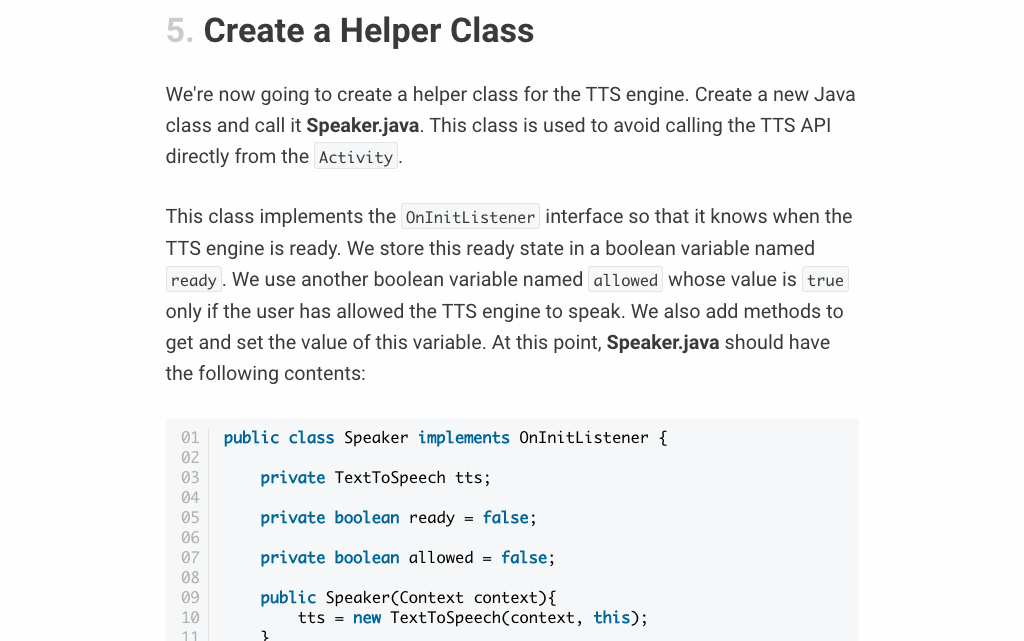 5. Create a Helper Class
We're now going to create a helper class for the TTS engine. Create a new Java
class and call it Speaker.java. This class is used to avoid calling the TTS API
directly from the Activity.
This class implements the OnInitListener interface so that it knows when the
TTS engine is ready. We store this ready state in a boolean variable named
ready. We use another boolean variable named allowed whose value is true
only if the user has allowed the TTS engine to speak. We also add methods to
get and set the value of this variable. At this point, Speaker.java should have
the following contents:
01 public class Speaker implements OnInitListener {
02
03     private TextToSpeech tts;
04
05     private boolean ready = false;
06
07     private boolean allowed = false;
08
09     public Speaker(Context context){
10         tts = new TextToSpeech(context, this);
11     }